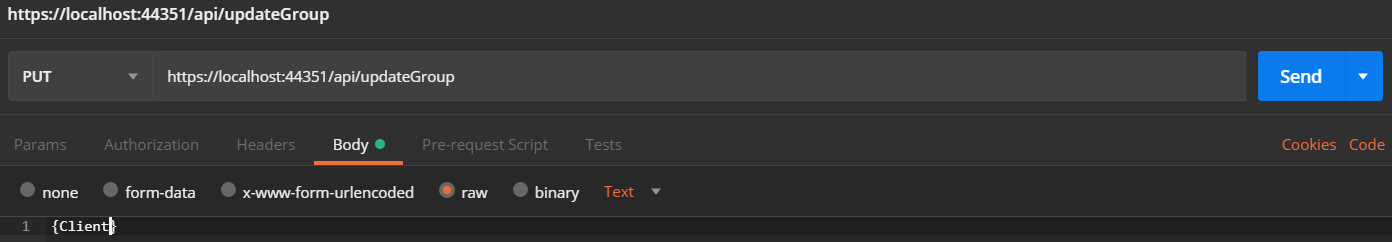 https://localhost:44351/api/updateGroup
PUT https://localhost:44351/api/updateGroup Send
Params Authorization Headers Body Pre-request Script Tests Cookies Code
none form-data x-www-form-urlencoded raw binary Text
1 {Client}